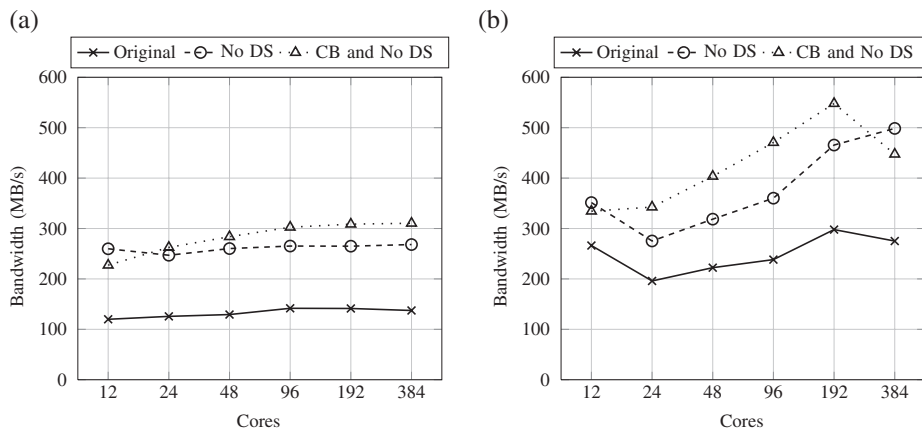 (a)
Original No DS CB and No DS
600
500
400
300
200
100
0
Bandwidth (MB/s)
12 24 48 96 192 384
Cores
(b)
Original No DS CB and No DS
600
500
400
300
200
100
0
Bandwidth (MB/s)
12 24 48 96 192 384
Cores